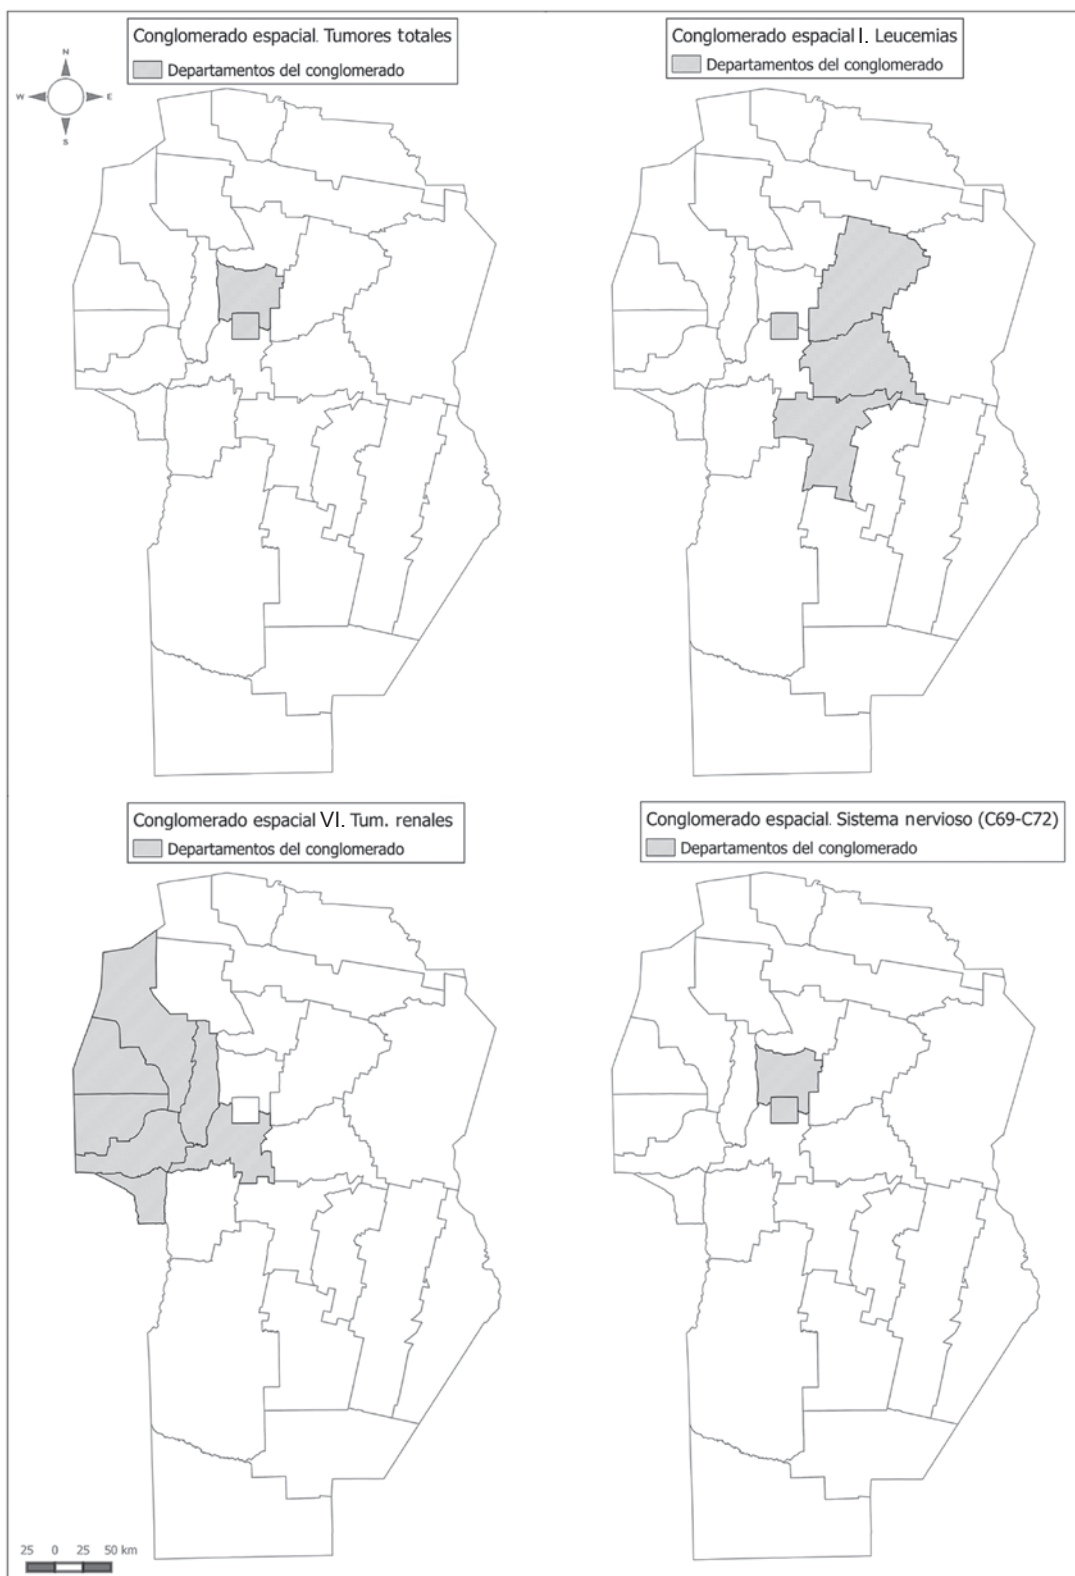 Conglomerado espacial. Tumores totales
Departamentos del conglomerado
Conglomerado espacial I. Leucemias
Departamentos del conglomerado
N
W E
S
Conglomerado espacial VI. Tum. renales
Departamentos del conglomerado
Conglomerado espacial. Sistema nervioso (C69-C72)
Departamentos del conglomerado
25 0 25 50 km